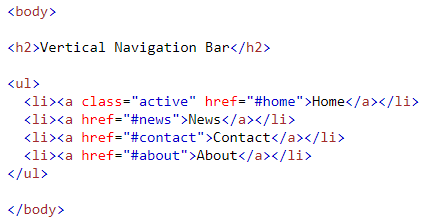 <body>
<h2>Vertical Navigation Bar</h2>
<ul>
  <li><a class="active" href="#home">Home</a></li>
  <li><a href="#news">News</a></li>
  <li><a href="#contact">Contact</a></li>
  <li><a href="#about">About</a></li>
</ul>
</body>